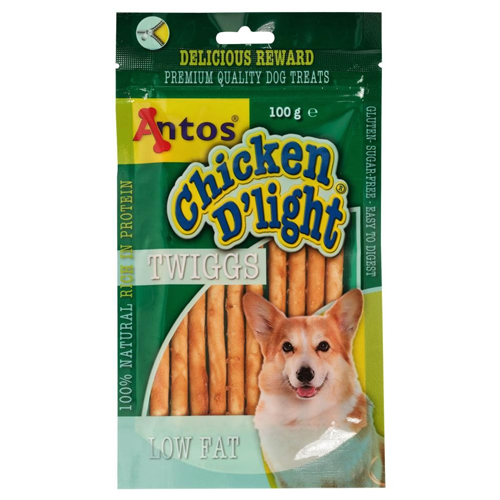 DELICIOUS REWARD
PREMIUM QUALITY DOG TREATS
100 g e
Antos®
Chicken
D'light®
TWIGGS
100% NATURAL RICH IN PROTEIN
GLUTEN- SUGAR-FREE - EASY TO DIGEST
LOW FAT